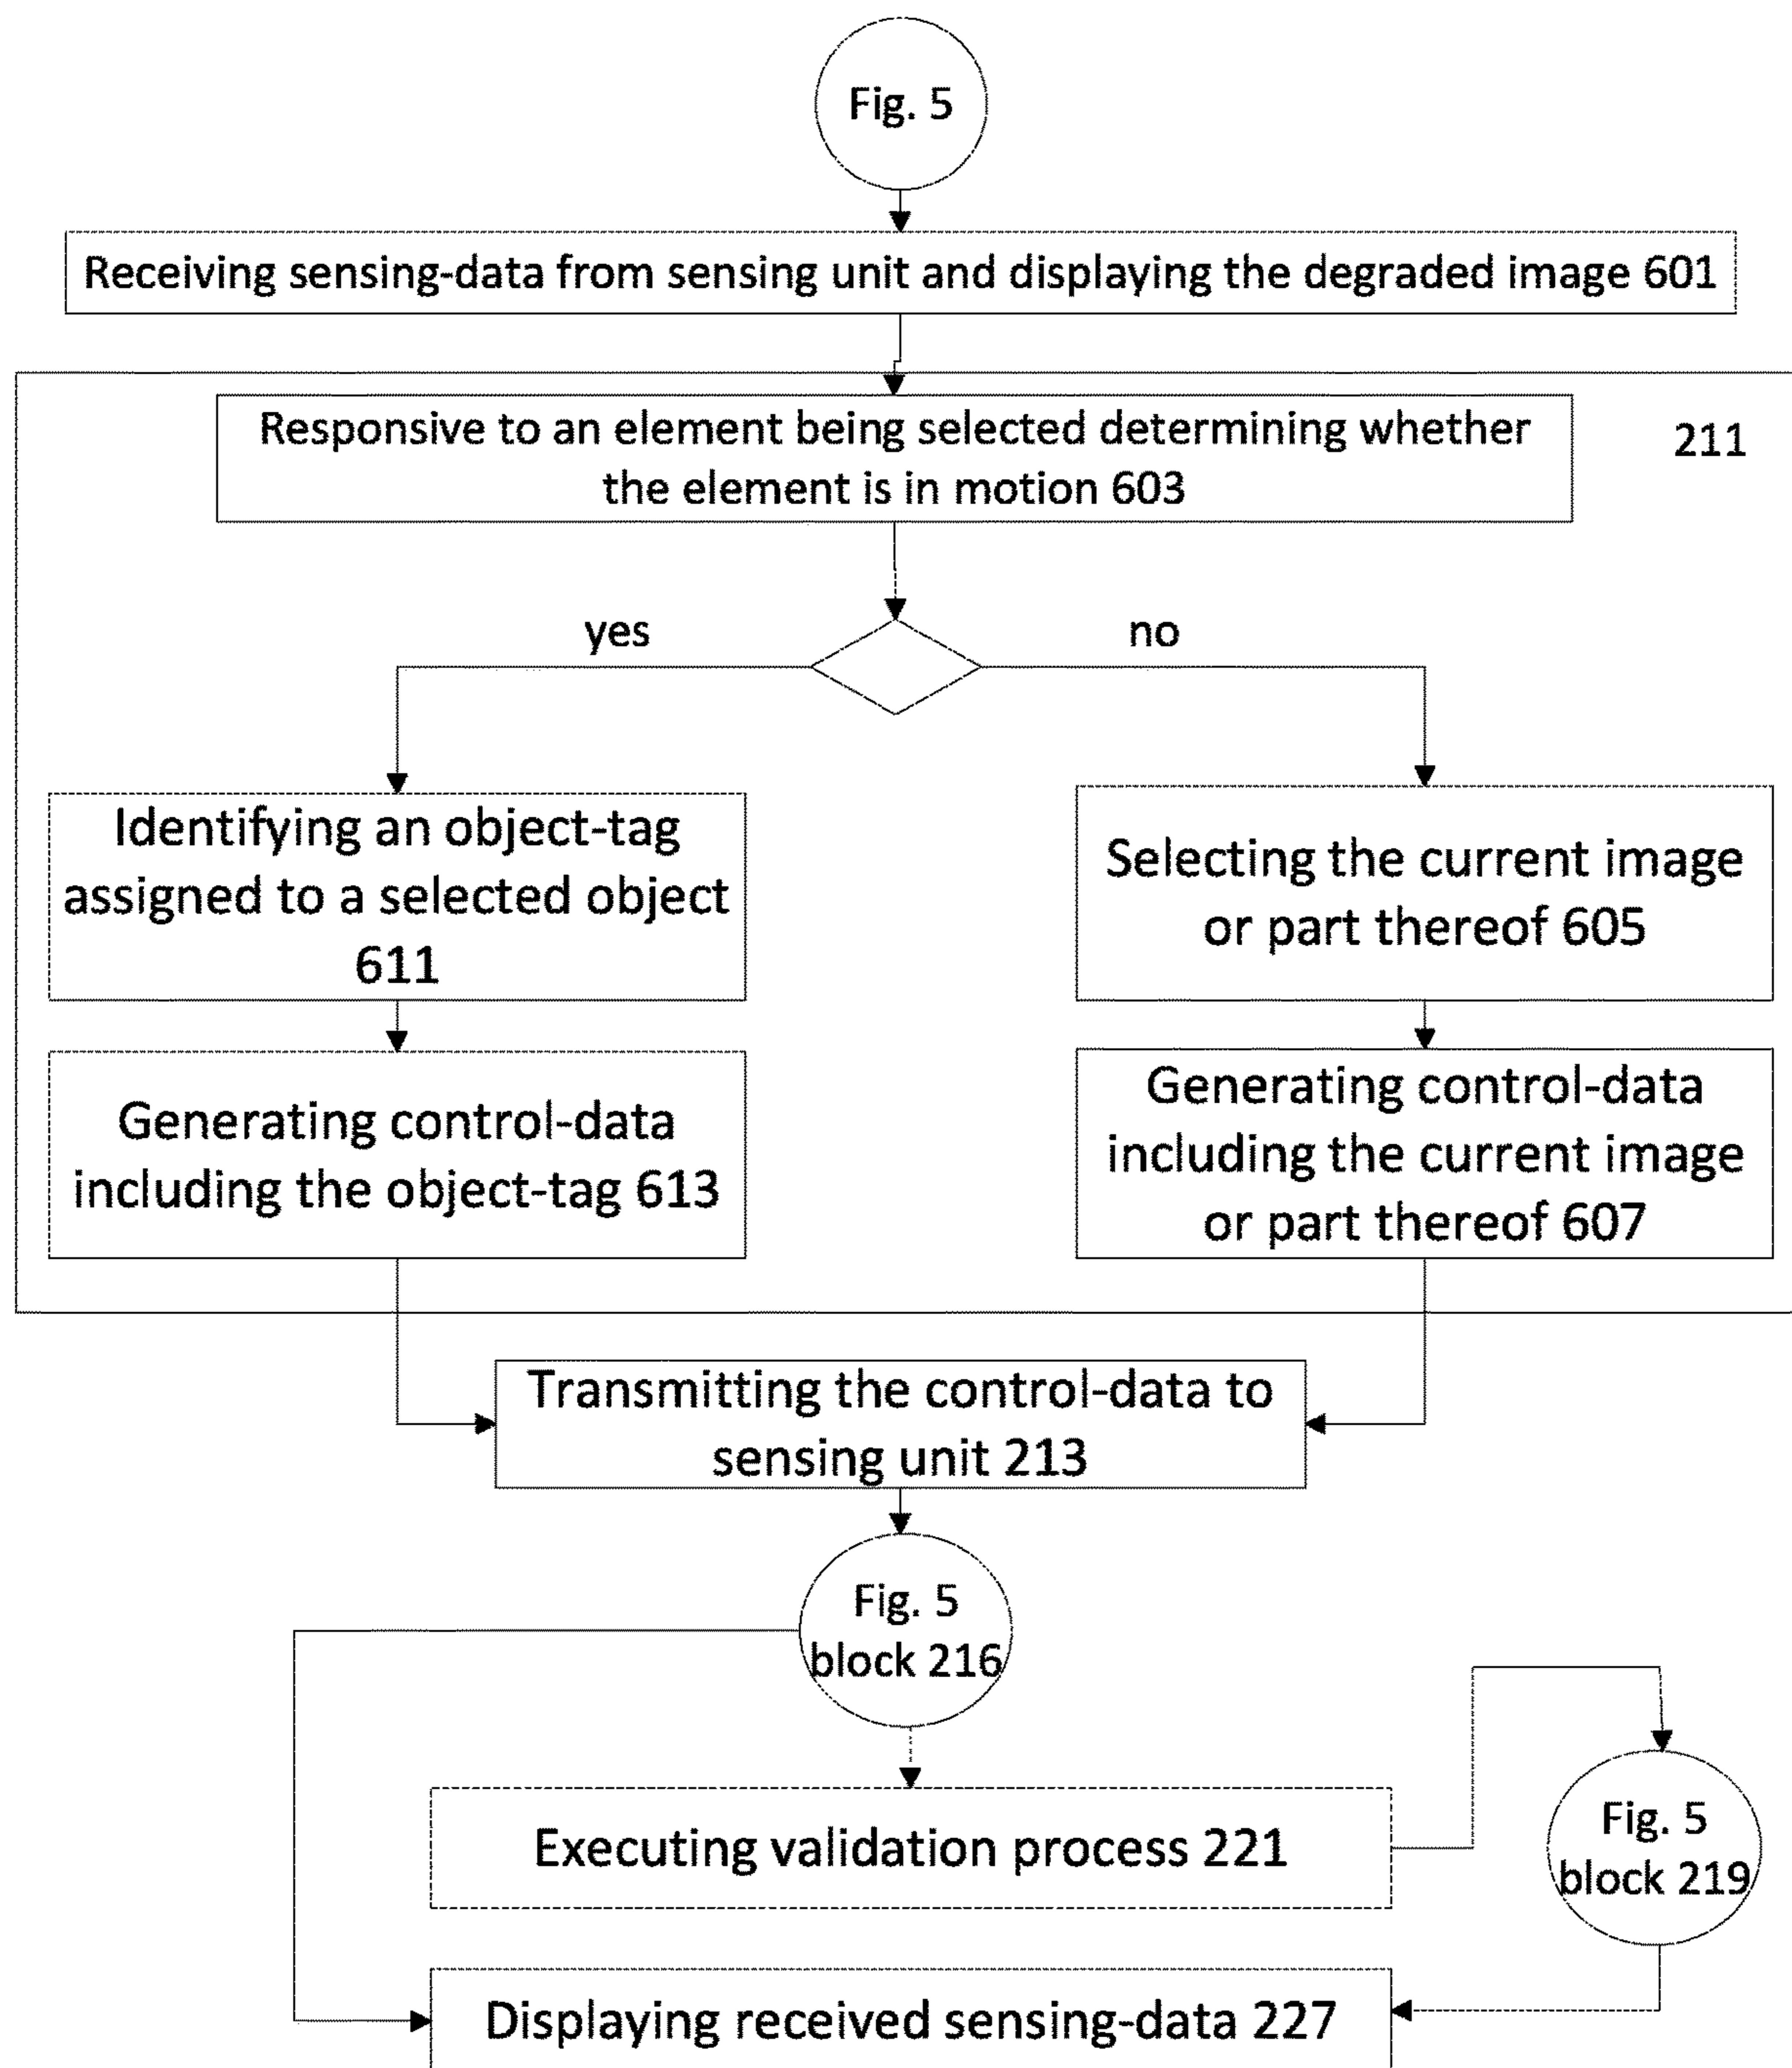 Fig. 5
Receiving sensing-data from sensing unit and displaying the degraded image 601
Responsive to an element being selected determining whether
the element is in motion 603
211
yes
no
Identifying an object-tag
assigned to a selected object
611
Selecting the current image
or part thereof 605
Generating control-data
including the object-tag 613
Generating control-data
including the current image
or part thereof 607
Transmitting the control-data to
sensing unit 213
Fig. 5
block 216
Executing validation process 221
Fig. 5
block 219
Displaying received sensing-data 227